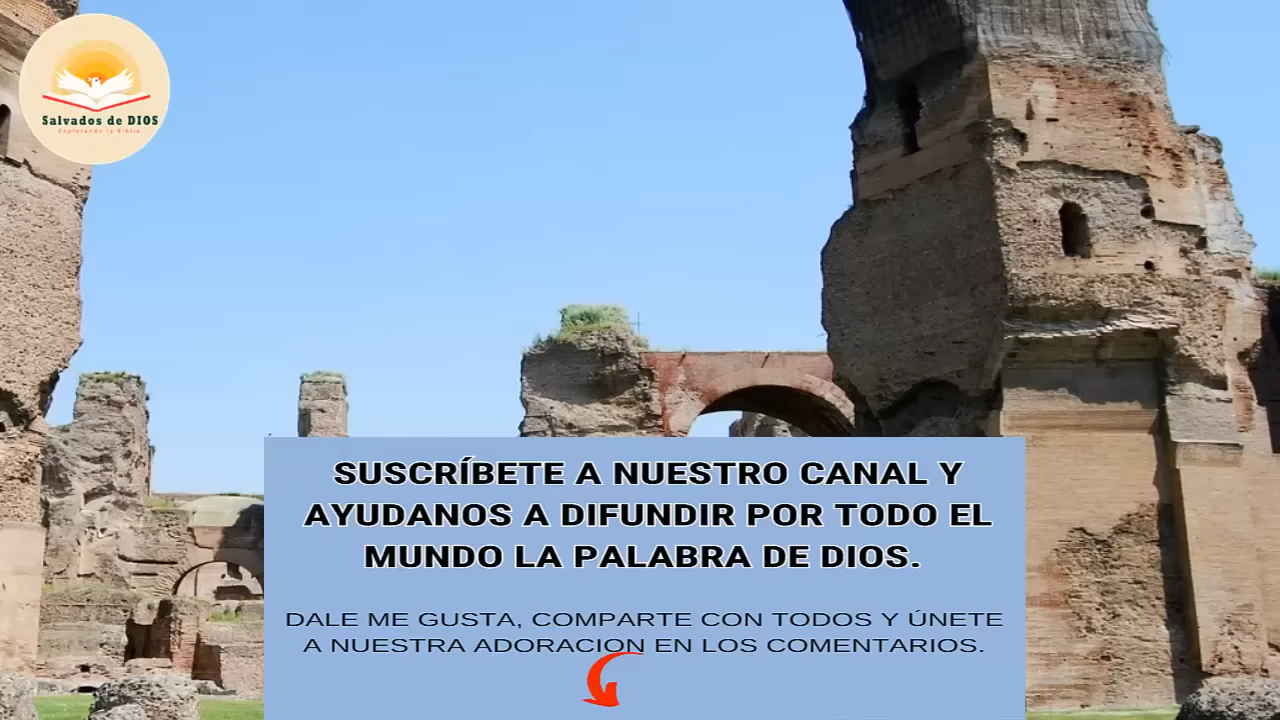 Salvados de DIOS
Explorando la Biblia
SUSCRÍBETE A NUESTRO CANAL Y
AYUDANOS A DIFUNDIR POR TODO EL
MUNDO LA PALABRA DE DIOS.
DALE ME GUSTA, COMPARTE CON TODOS Y ÚNETE
A NUESTRA ADORACION EN LOS COMENTARIOS.